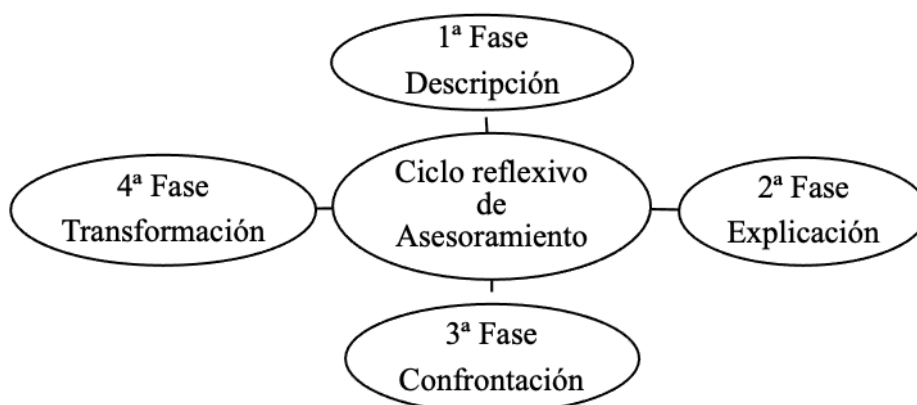 1ª Fase
Descripción
4ª Fase
Transformación
Ciclo reflexivo
de
Asesoramiento
2ª Fase
Explicación
3ª Fase
Confrontación